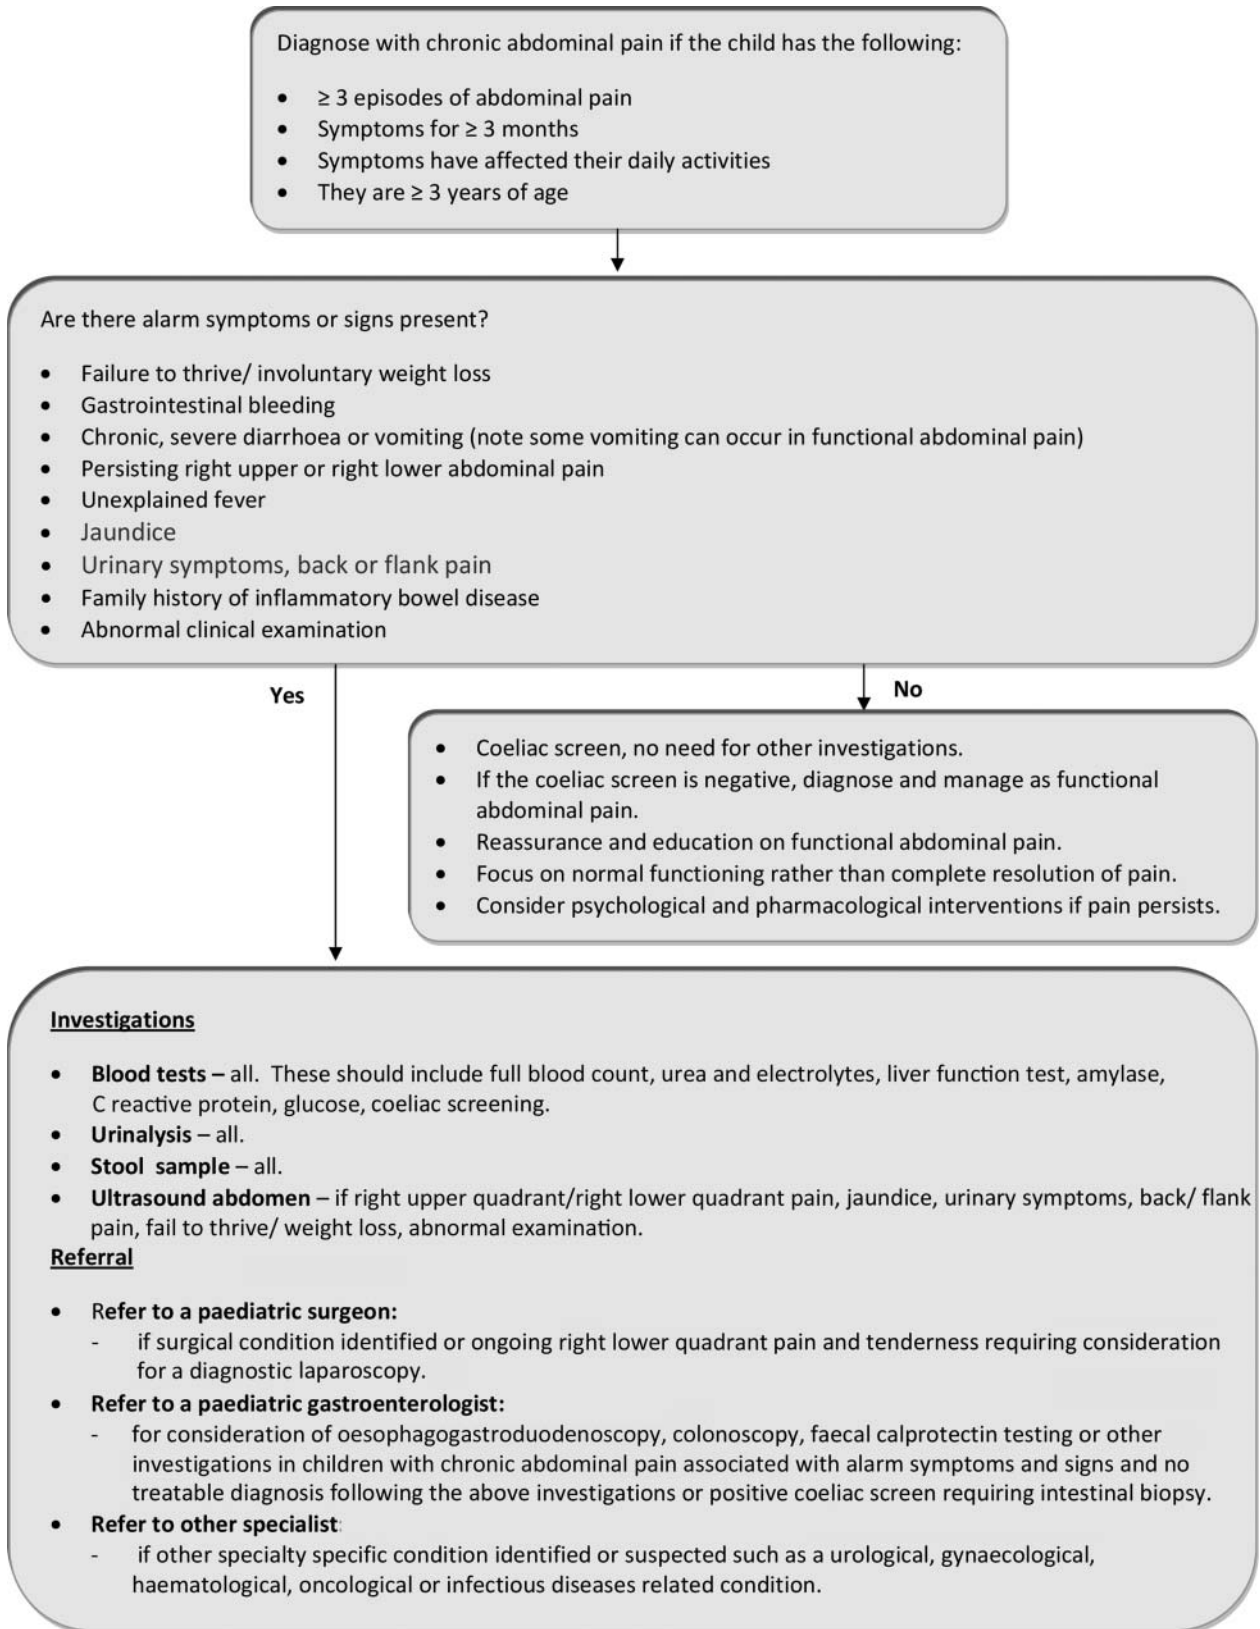 Diagnose with chronic abdominal pain if the child has the following:
• ≥ 3 episodes of abdominal pain
• Symptoms for ≥ 3 months
• Symptoms have affected their daily activities
• They are ≥ 3 years of age
Are there alarm symptoms or signs present?
• Failure to thrive/ involuntary weight loss
• Gastrointestinal bleeding
• Chronic, severe diarrhoea or vomiting (note some vomiting can occur in functional abdominal pain)
• Persisting right upper or right lower abdominal pain
• Unexplained fever
• Jaundice
• Urinary symptoms, back or flank pain
• Family history of inflammatory bowel disease
• Abnormal clinical examination
Yes
No
• Coeliac screen, no need for other investigations.
• If the coeliac screen is negative, diagnose and manage as functional
abdominal pain.
• Reassurance and education on functional abdominal pain.
• Focus on normal functioning rather than complete resolution of pain.
• Consider psychological and pharmacological interventions if pain persists.
Investigations
• Blood tests – all. These should include full blood count, urea and electrolytes, liver function test, amylase,
C reactive protein, glucose, coeliac screening.
• Urinalysis – all.
• Stool sample – all.
• Ultrasound abdomen – if right upper quadrant/right lower quadrant pain, jaundice, urinary symptoms, back/ flank
pain, fail to thrive/ weight loss, abnormal examination.
Referral
• Refer to a paediatric surgeon:
- if surgical condition identified or ongoing right lower quadrant pain and tenderness requiring consideration
for a diagnostic laparoscopy.
• Refer to a paediatric gastroenterologist:
- for consideration of oesophagogastroduodenoscopy, colonoscopy, faecal calprotectin testing or other
investigations in children with chronic abdominal pain associated with alarm symptoms and signs and no
treatable diagnosis following the above investigations or positive coeliac screen requiring intestinal biopsy.
• Refer to other specialist:
- if other specialty specific condition identified or suspected such as a urological, gynaecological,
haematological, oncological or infectious diseases related condition.